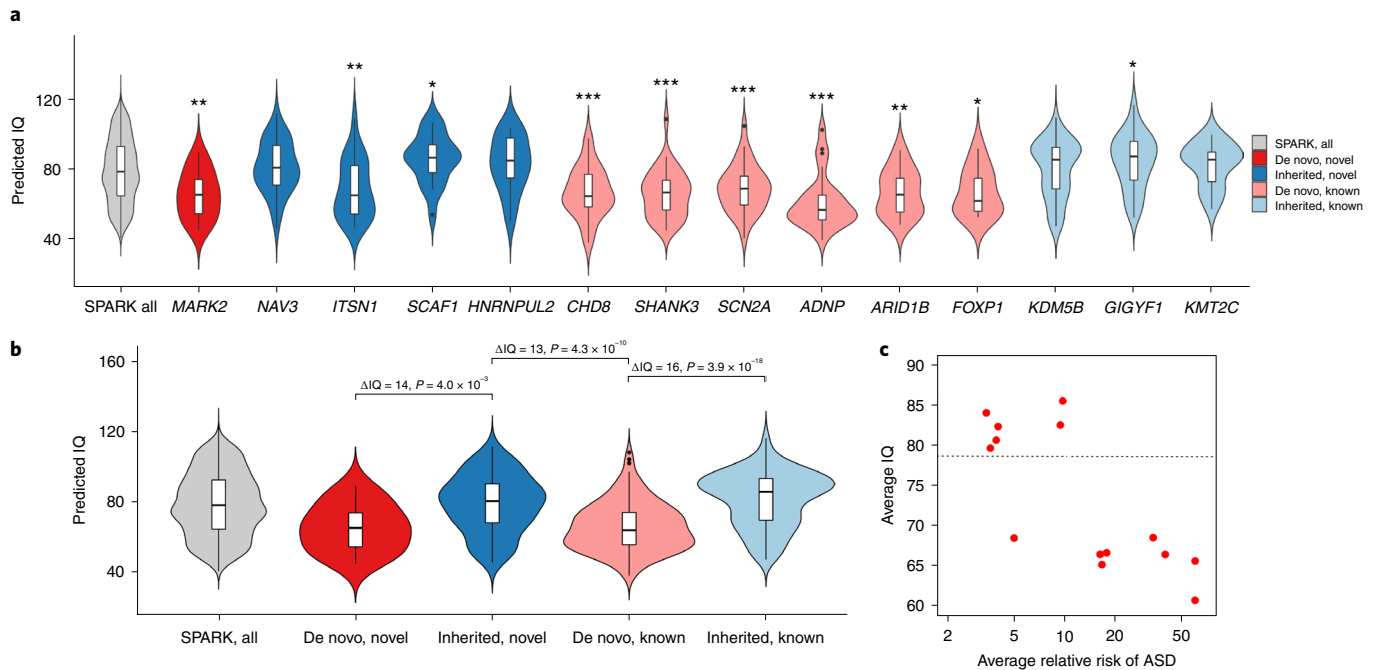 a
Predicted IQ
120
80
40
** ** * *** *** *** *** ** * *
SPARK all MARK2 NAV3 ITSN1 SCAF1 HNRNPUL2 CHD8 SHANK3 SCN2A ADNP ARID1B FOXP1 KDM5B GIGYF1 KMT2C
SPARK, all
De novo, novel
Inherited, novel
De novo, known
Inherited, known
b
Predicted IQ
160
120
80
40
ΔIQ = 13, P = 4.3 × 10⁻¹⁰
ΔIQ = 16, P = 3.9 × 10⁻¹⁸
ΔIQ = 14, P = 4.0 × 10⁻³
SPARK, all De novo, novel Inherited, novel De novo, known Inherited, known
c
Average IQ
90
85
80
75
70
65
60
2 5 10 20 50
Average relative risk of ASD